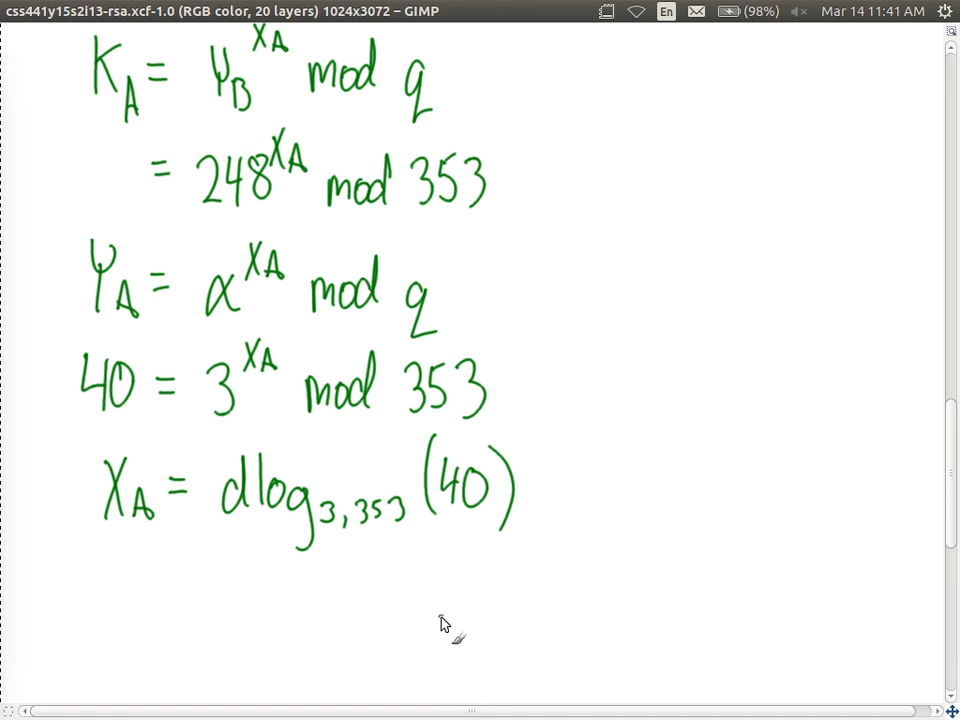 css441y15s2i13-rsa.xcf-1.0 (RGB color, 20 layers) 1024x3072 – GIMP En (98%) Mar 14 11:41 AM
K_A = Y_B^{X_A} mod q
= 248^{X_A} mod 353
Y_A = α^{X_A} mod q
40 = 3^{X_A} mod 353
X_A = dlog_{3,353} (40)